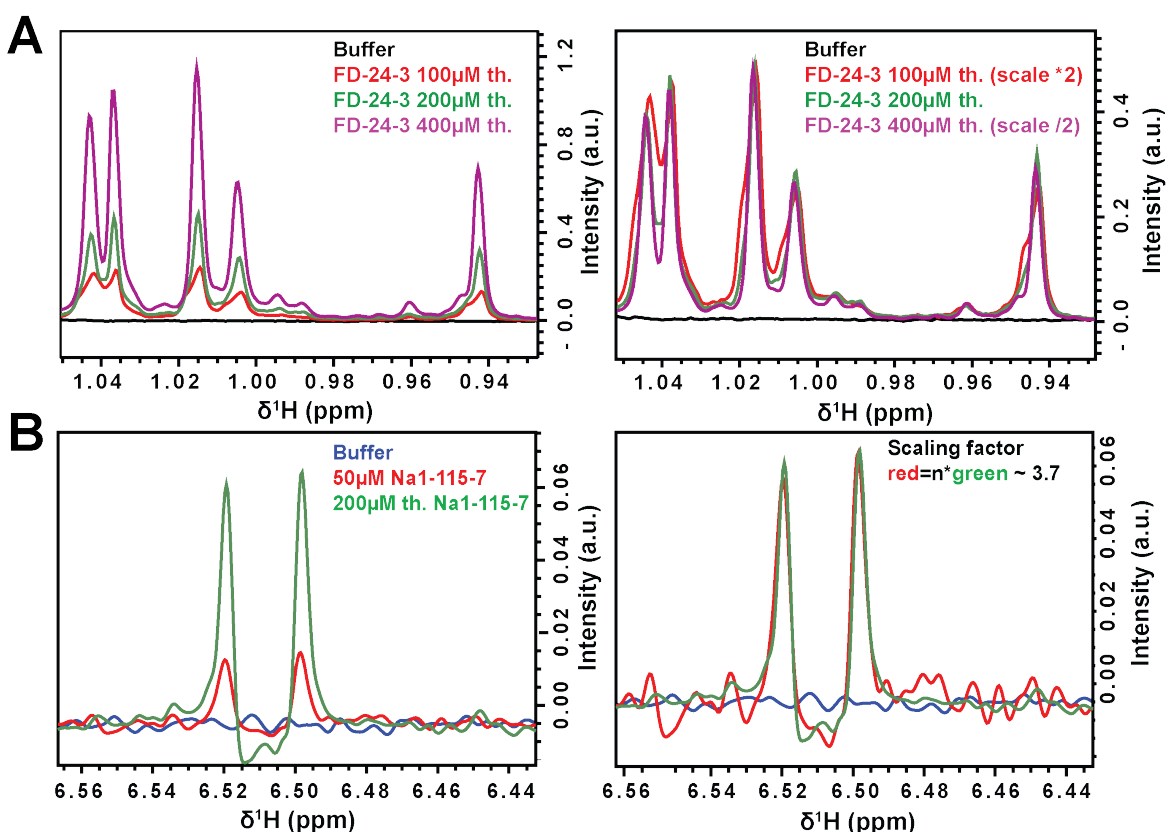 A
Buffer
FD-24-3 100µM th.
FD-24-3 200µM th.
FD-24-3 400µM th.
1.2
0.8
0.4
- 0.0
Intensity (a.u.)
1.04 1.02 1.00 0.98 0.96 0.94
δ¹H (ppm)
Buffer
FD-24-3 100µM th. (scale *2)
FD-24-3 200µM th.
FD-24-3 400µM th. (scale /2)
0.4
0.2
- 0.0
Intensity (a.u.)
1.04 1.02 1.00 0.98 0.96 0.94
δ¹H (ppm)
B
Buffer
50µM Na1-115-7
200µM th. Na1-115-7
0.06
0.04
0.02
0.00
Intensity (a.u.)
6.56 6.54 6.52 6.50 6.48 6.46 6.44
δ¹H (ppm)
Scaling factor
red=n*green ~ 3.7
0.06
0.04
0.02
0.00
Intensity (a.u.)
6.56 6.54 6.52 6.50 6.48 6.46 6.44
δ¹H (ppm)